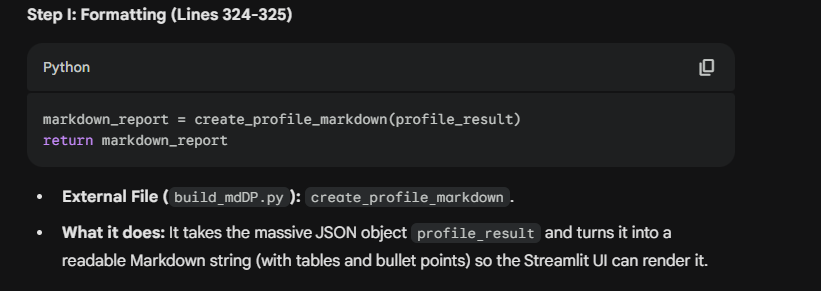 Step I: Formatting (Lines 324-325)
Python
markdown_report = create_profile_markdown(profile_result)
return markdown_report
• External File (build_mdDP.py): create_profile_markdown.
• What it does: It takes the massive JSON object profile_result and turns it into a
readable Markdown string (with tables and bullet points) so the Streamlit UI can render it.